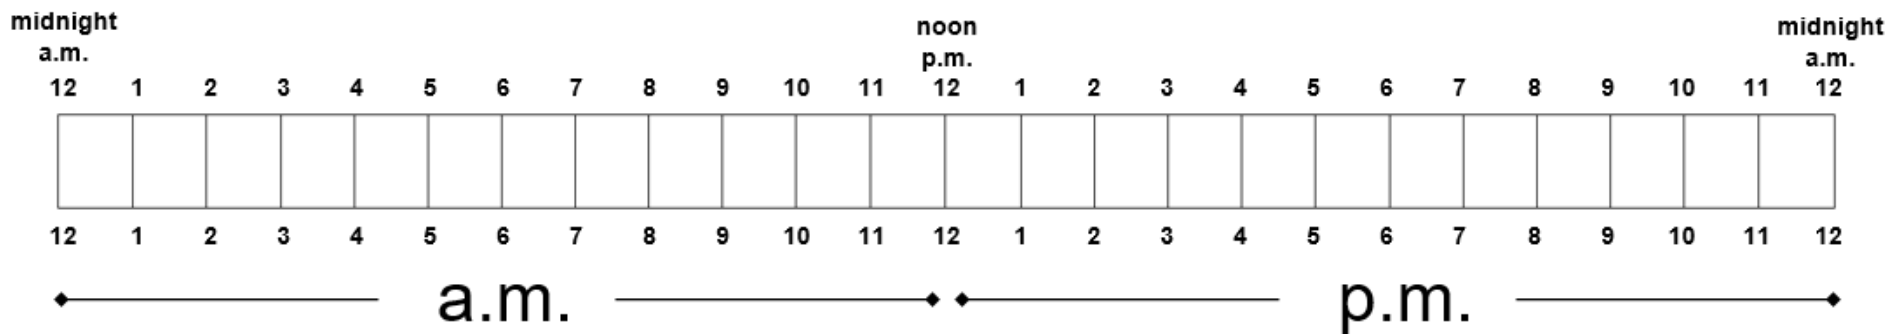 midnight noon midnight
a.m. p.m. a.m.
12 1 2 3 4 5 6 7 8 9 10 11 12 1 2 3 4 5 6 7 8 9 10 11 12
12 1 2 3 4 5 6 7 8 9 10 11 12 1 2 3 4 5 6 7 8 9 10 11 12
a.m. p.m.